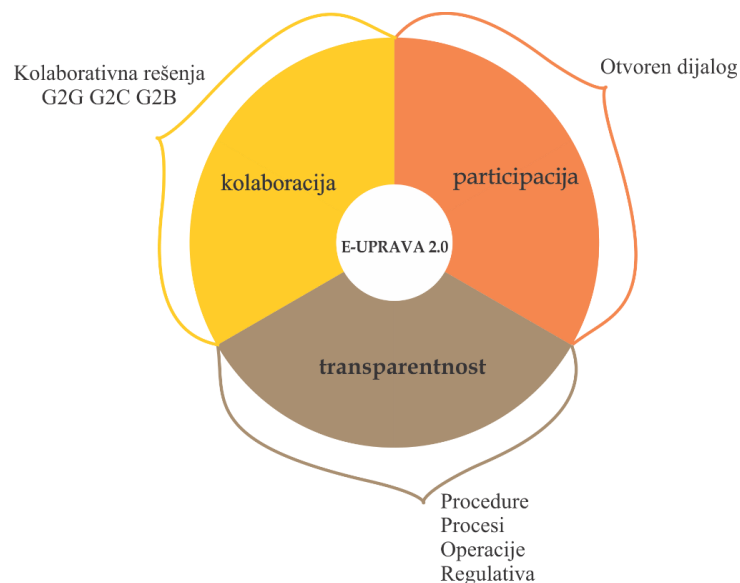 Kolaborativna rešenja
G2G G2C G2B
Otvoren dijalog
kolaboracija
participacija
E-UPRAVA 2.0
transparentnost
Procedure
Procesi
Operacije
Regulativa